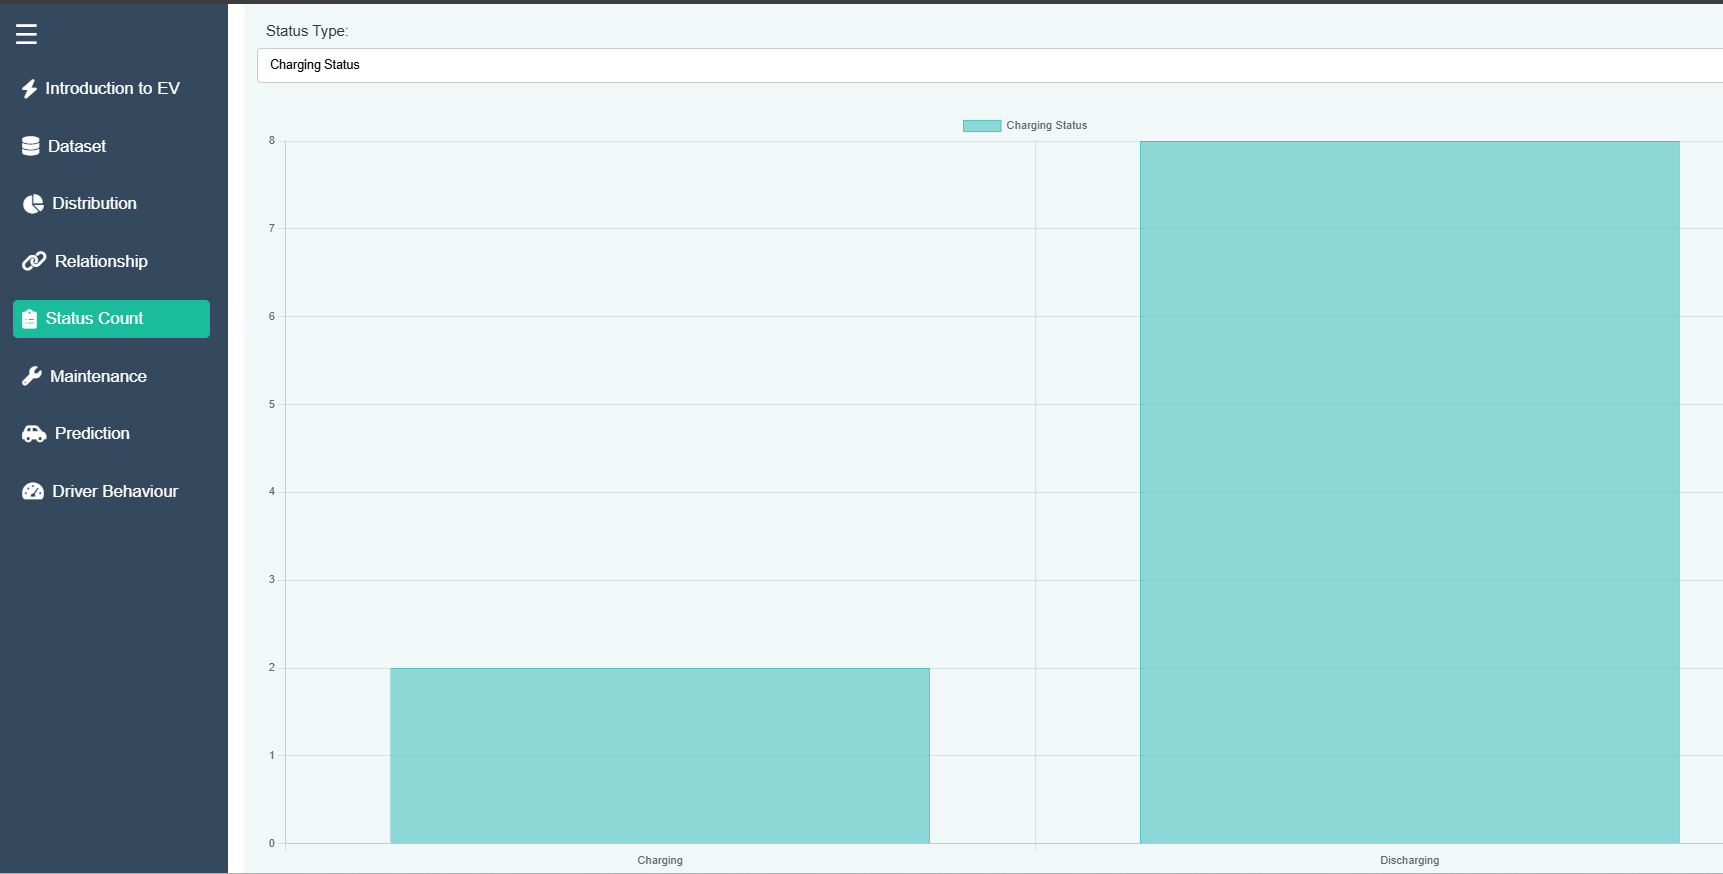 Introduction to EV
Dataset
Distribution
Relationship
Status Count
Maintenance
Prediction
Driver Behaviour
Status Type:
Charging Status
Charging Status
8
7
6
5
4
3
2
1
0
Charging
Discharging